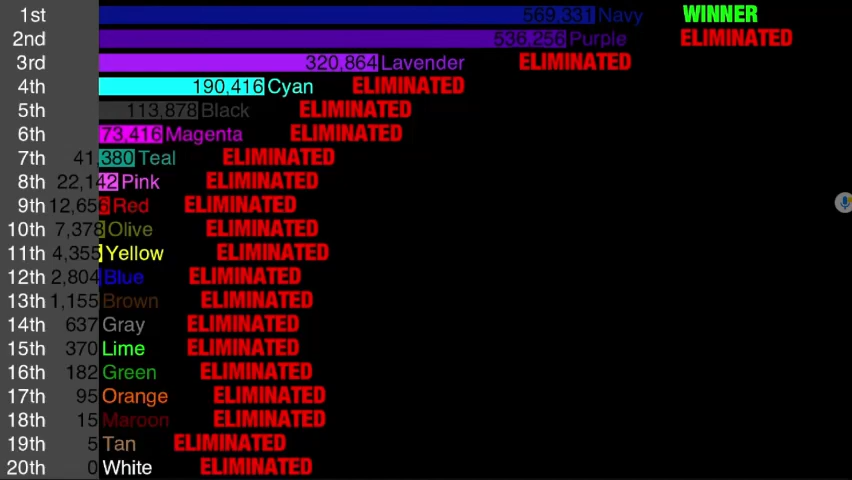 1st 569,331 Navy WINNER
2nd 536,256 Purple ELIMINATED
3rd 320,864 Lavender ELIMINATED
4th 190,416 Cyan ELIMINATED
5th 113,878 Black ELIMINATED
6th 73,416 Magenta ELIMINATED
7th 41,380 Teal ELIMINATED
8th 22,142 Pink ELIMINATED
9th 12,656 Red ELIMINATED
10th 7,378 Olive ELIMINATED
11th 4,355 Yellow ELIMINATED
12th 2,804 Blue ELIMINATED
13th 1,155 Brown ELIMINATED
14th 637 Gray ELIMINATED
15th 370 Lime ELIMINATED
16th 182 Green ELIMINATED
17th 95 Orange ELIMINATED
18th 15 Maroon ELIMINATED
19th 5 Tan ELIMINATED
20th 0 White ELIMINATED